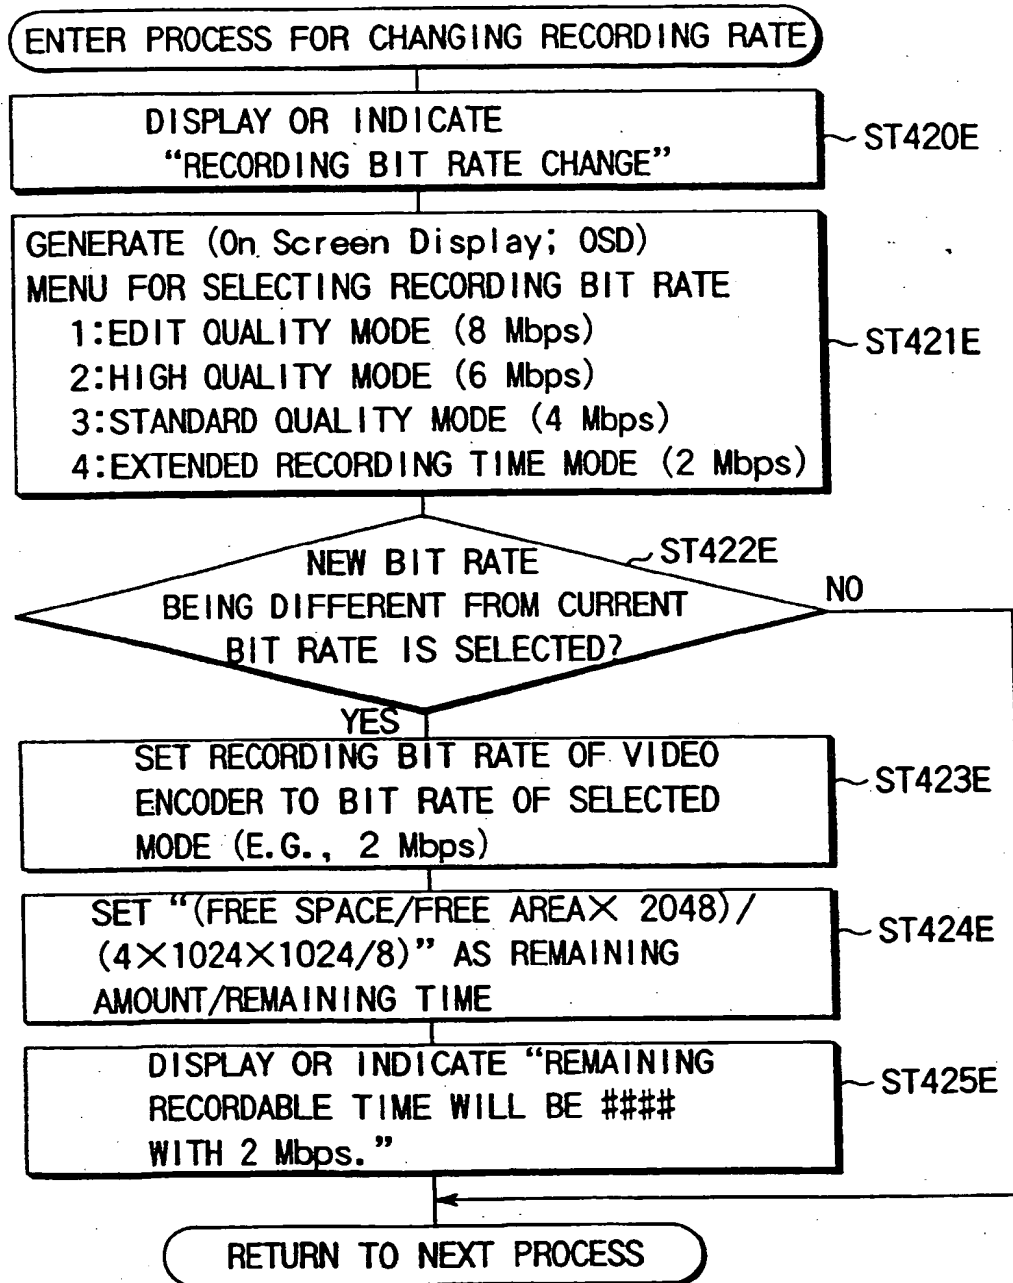 ENTER PROCESS FOR CHANGING RECORDING RATE
DISPLAY OR INDICATE
“RECORDING BIT RATE CHANGE”
ST420E
GENERATE (On Screen Display; OSD)
MENU FOR SELECTING RECORDING BIT RATE
1:EDIT QUALITY MODE (8 Mbps)
2:HIGH QUALITY MODE (6 Mbps)
3:STANDARD QUALITY MODE (4 Mbps)
4:EXTENDED RECORDING TIME MODE (2 Mbps)
ST421E
NEW BIT RATE
BEING DIFFERENT FROM CURRENT
BIT RATE IS SELECTED?
ST422E
NO
YES
SET RECORDING BIT RATE OF VIDEO
ENCODER TO BIT RATE OF SELECTED
MODE (E.G., 2 Mbps)
ST423E
SET “(FREE SPACE/FREE AREA× 2048)/
(4×1024×1024/8)” AS REMAINING
AMOUNT/REMAINING TIME
ST424E
DISPLAY OR INDICATE “REMAINING
RECORDABLE TIME WILL BE ####
WITH 2 Mbps.”
ST425E
RETURN TO NEXT PROCESS